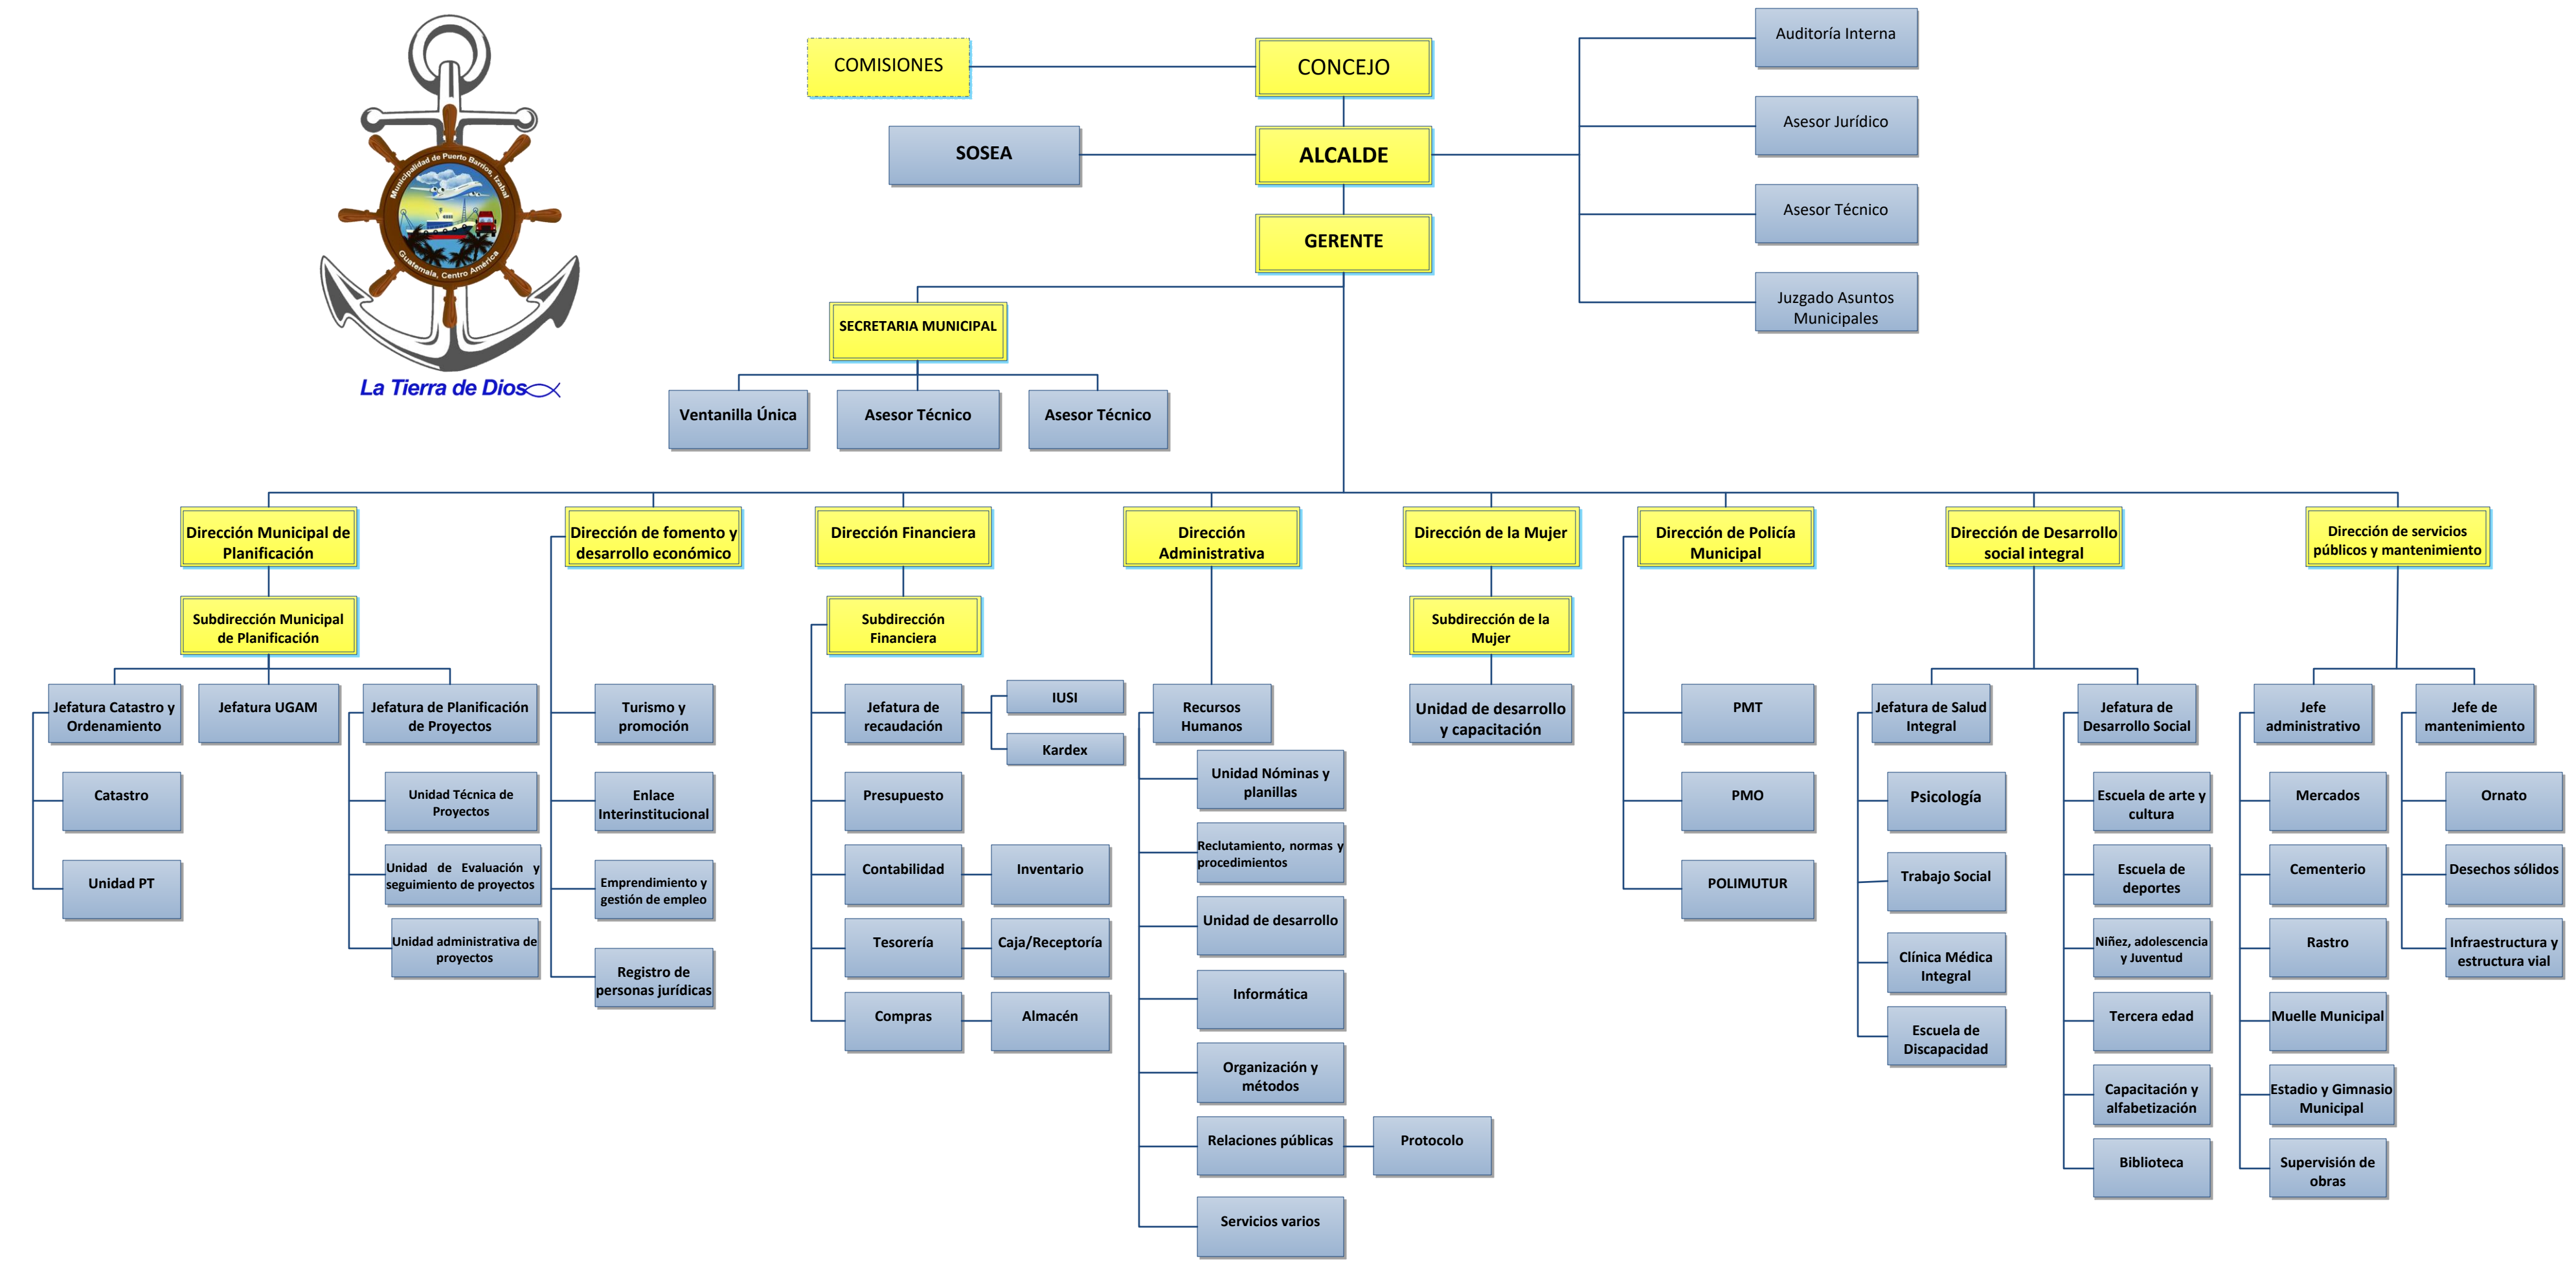 Municipalidad de Puerto Barrios, Izabal
Guatemala, Centro América
La Tierra de Dios
COMISIONES
CONCEJO
SOSEA
ALCALDE
GERENTE
Auditoría Interna
Asesor Jurídico
Asesor Técnico
Juzgado Asuntos
Municipales
SECRETARIA MUNICIPAL
Ventanilla Única
Asesor Técnico
Asesor Técnico
Dirección Municipal de
Planificación
Subdirección Municipal
de Planificación
Jefatura Catastro y
Ordenamiento
Catastro
Unidad PT
Jefatura UGAM
Jefatura de Planificación
de Proyectos
Unidad Técnica de
Proyectos
Unidad de Evaluación y
seguimiento de proyectos
Unidad administrativa de
proyectos
Dirección de fomento y
desarrollo económico
Turismo y
promoción
Enlace
Interinstitucional
Emprendimiento y
gestión de empleo
Registro de
personas jurídicas
Dirección Financiera
Subdirección
Financiera
Jefatura de
recaudación
IUSI
Kardex
Presupuesto
Contabilidad
Inventario
Tesorería
Caja/Receptoría
Compras
Almacén
Dirección
Administrativa
Recursos
Humanos
Unidad Nóminas y
planillas
Reclutamiento, normas y
procedimientos
Unidad de desarrollo
Informática
Organización y
métodos
Relaciones públicas
Protocolo
Servicios varios
Dirección de la Mujer
Subdirección de la
Mujer
Unidad de desarrollo
y capacitación
Dirección de Policía
Municipal
PMT
PMO
POLIMUTUR
Dirección de Desarrollo
social integral
Jefatura de Salud
Integral
Psicología
Trabajo Social
Clínica Médica
Integral
Escuela de
Discapacidad
Jefatura de
Desarrollo Social
Escuela de arte y
cultura
Escuela de
deportes
Niñez, adolescencia
y Juventud
Tercera edad
Capacitación y
alfabetización
Biblioteca
Dirección de servicios
públicos y mantenimiento
Jefe
administrativo
Mercados
Cementerio
Rastro
Muelle Municipal
Estadio y Gimnasio
Municipal
Supervisión de
obras
Jefe de
mantenimiento
Ornato
Desechos sólidos
Infraestructura y
estructura vial